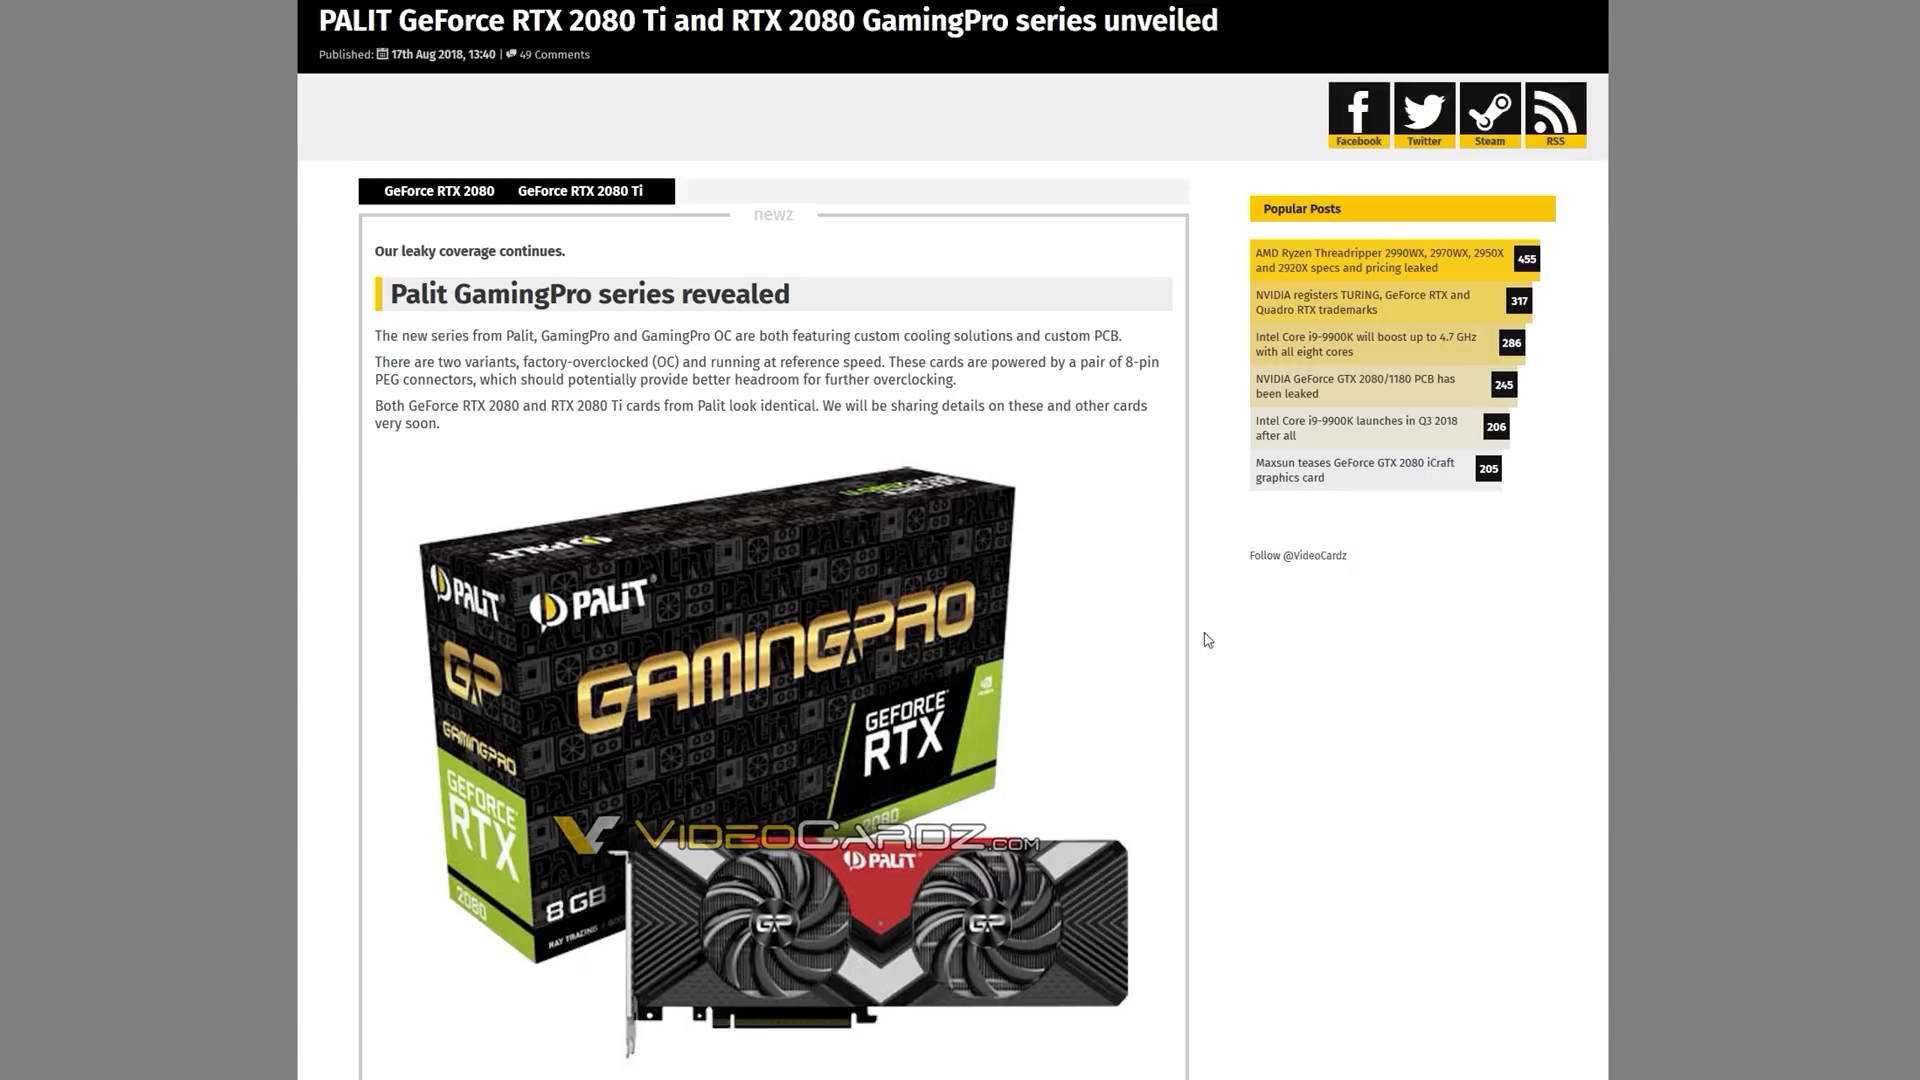 PALIT GeForce RTX 2080 Ti and RTX 2080 GamingPro series unveiled
Published: 17th Aug 2018, 13:40 | 49 Comments
Facebook
Twitter
Steam
RSS
GeForce RTX 2080 GeForce RTX 2080 Ti
newz
Our leaky coverage continues.
Palit GamingPro series revealed
The new series from Palit, GamingPro and GamingPro OC are both featuring custom cooling solutions and custom PCB.
There are two variants, factory-overclocked (OC) and running at reference speed. These cards are powered by a pair of 8-pin
PEG connectors, which should potentially provide better headroom for further overclocking.
Both GeForce RTX 2080 and RTX 2080 Ti cards from Palit look identical. We will be sharing details on these and other cards
very soon.
Popular Posts
AMD Ryzen Threadripper 2990WX, 2970WX, 2950X
and 2920X specs and pricing leaked
455
NVIDIA registers TURING, GeForce RTX and
Quadro RTX trademarks
317
Intel Core i9-9900K will boost up to 4.7 GHz
with all eight cores
286
NVIDIA GeForce GTX 2080/1180 PCB has
been leaked
245
Intel Core i9-9900K launches in Q3 2018
after all
206
Maxsun teases GeForce GTX 2080 iCraft
graphics card
205
Follow @VideoCardz
PALiT
PALiT
PALiT
GAMINGPRO
GP
GAMINGPRO
GEFORCE
RTX
2080
GEFORCE
RTX
2080
8 GB
RAY TRACING
VIDEOCARDZ.COM
PALiT
GP
GP